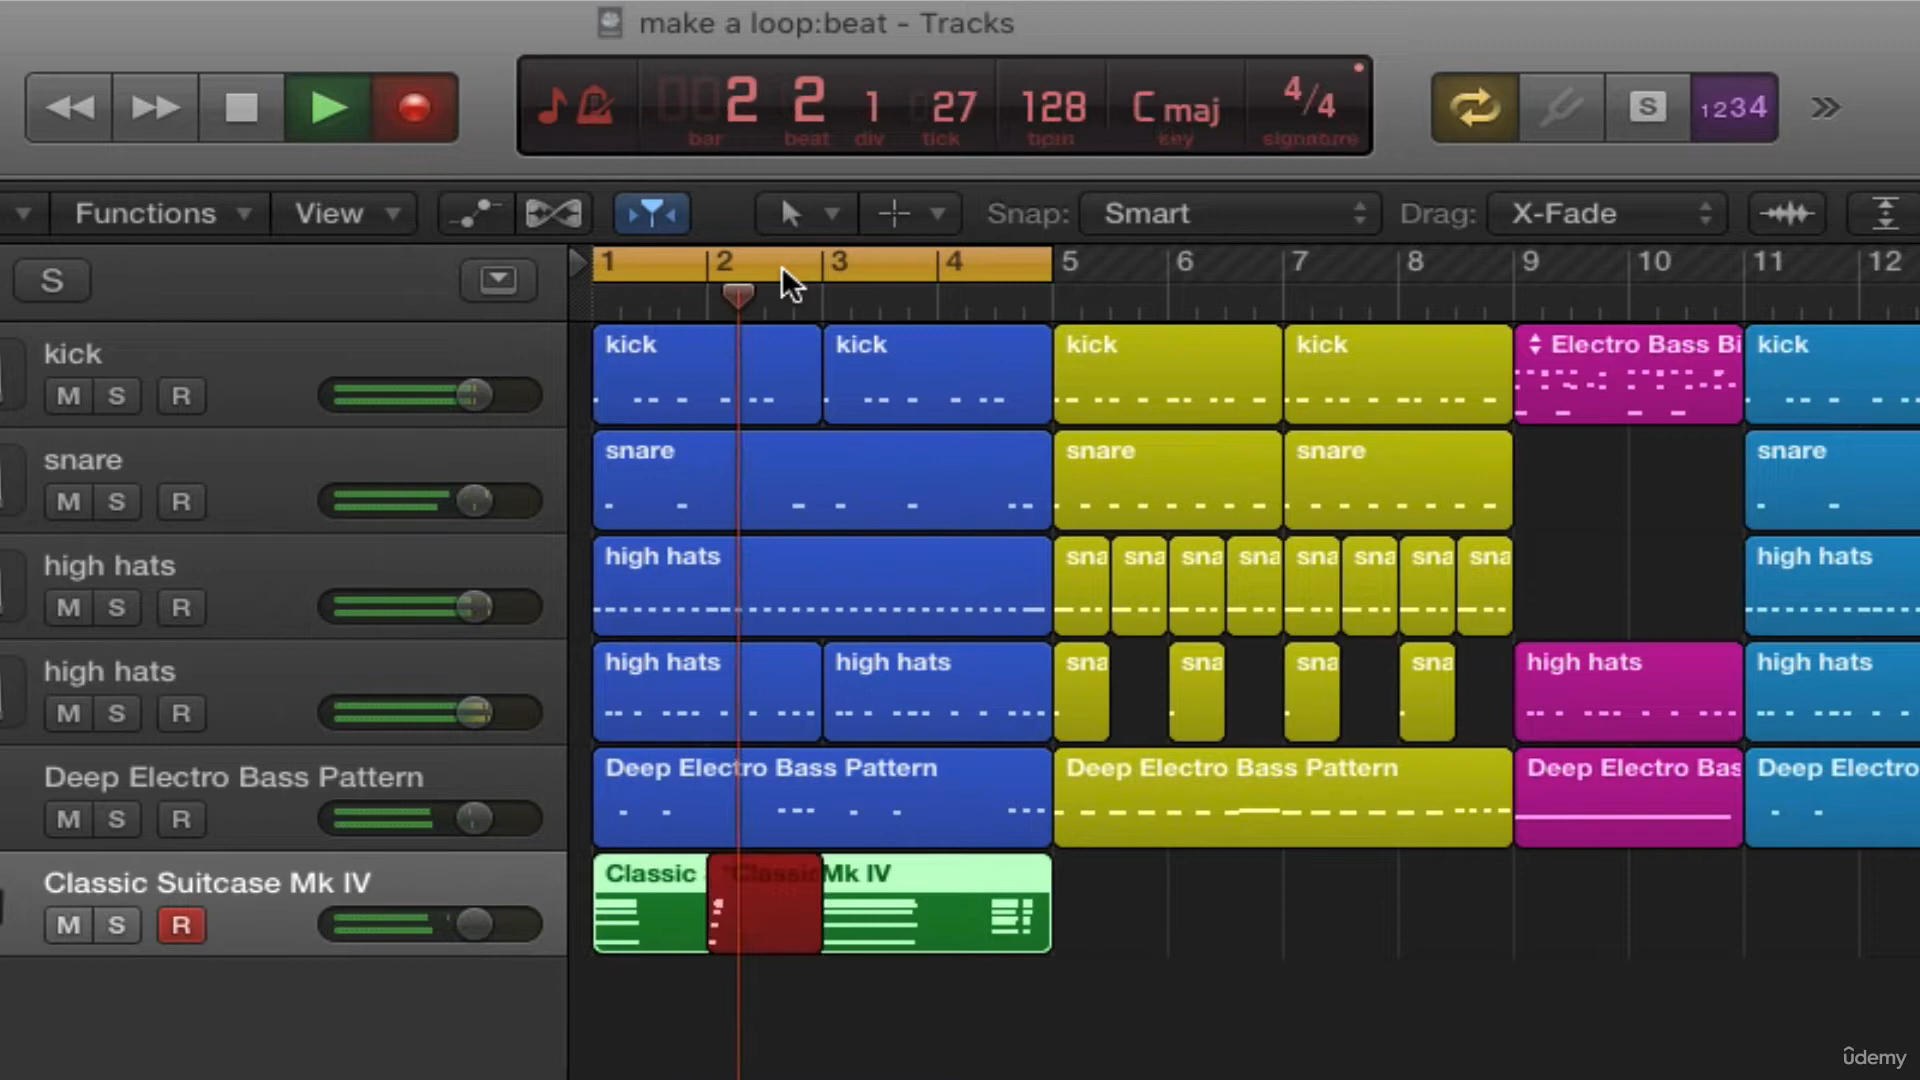 make a loop:beat - Tracks
2 2 1 27 128 C maj 4/4
bar beat div tick bpm key signature
S 1234
Functions View Snap: Smart Drag: X-Fade
S
1 2 3 4 5 6 7 8 9 10 11 12
kick
M S R
kick kick kick kick Electro Bass Bi kick
snare
M S R
snare snare snare snare
high hats
M S R
high hats sna sna sna sna sna sna sna sna high hats
high hats
M S R
high hats high hats sna sna sna sna high hats high hats
Deep Electro Bass Pattern
M S R
Deep Electro Bass Pattern Deep Electro Bass Pattern Deep Electro Bas Deep Electro
Classic Suitcase Mk IV
M S R
Classic *Classic Mk IV
ûdemy